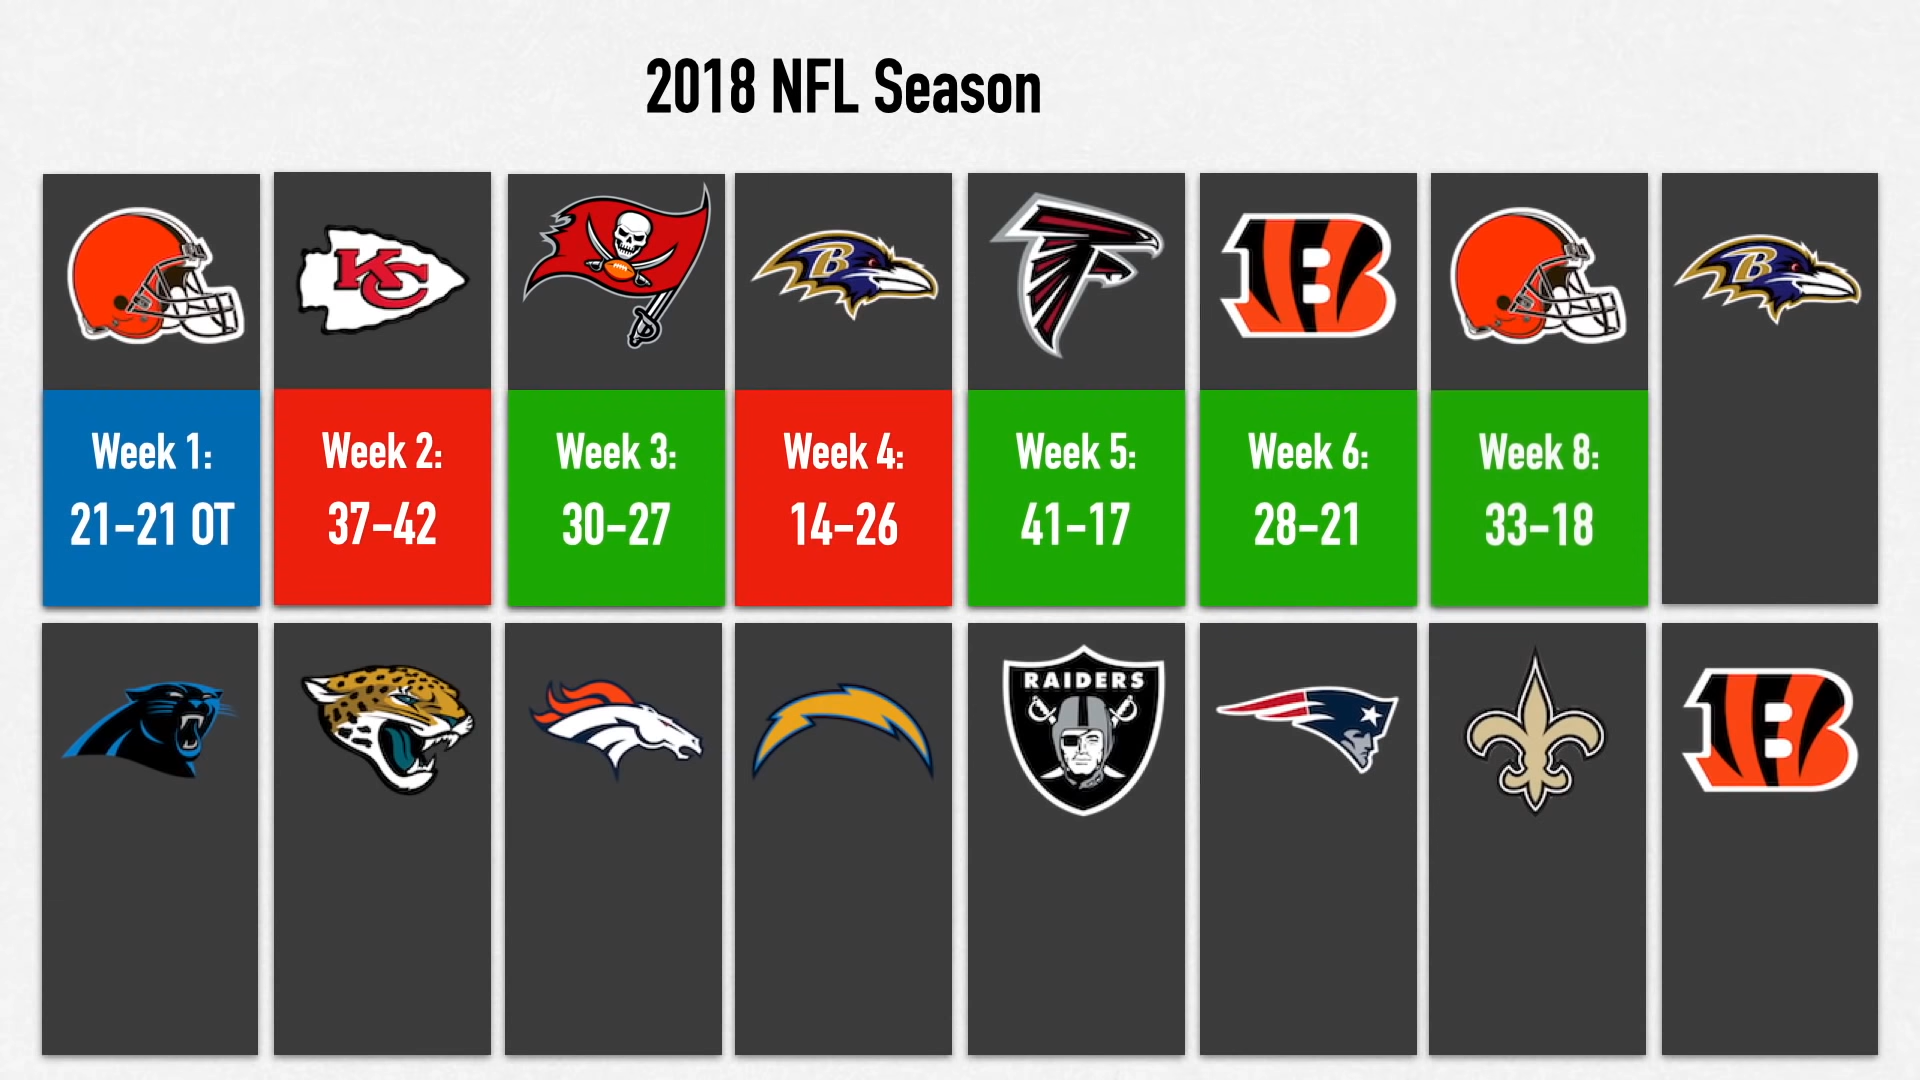 2018 NFL Season
KC
B
Week 1:
21-21 OT
Week 2:
37-42
Week 3:
30-27
Week 4:
14-26
Week 5:
41-17
Week 6:
28-21
Week 8:
33-18
B
RAIDERS